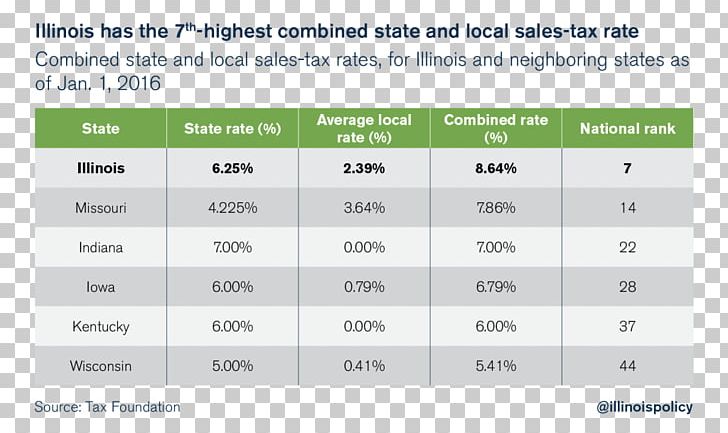 Illinois has the 7th-highest combined state and local sales-tax rate
Combined state and local sales-tax rates, for Illinois and neighboring states as
of Jan. 1, 2016
State State rate (%) Average local rate (%) Combined rate (%) National rank
Illinois 6.25% 2.39% 8.64% 7
Missouri 4.225% 3.64% 7.86% 14
Indiana 7.00% 0.00% 7.00% 22
Iowa 6.00% 0.79% 6.79% 28
Kentucky 6.00% 0.00% 6.00% 37
Wisconsin 5.00% 0.41% 5.41% 44
Source: Tax Foundation @illinoispolicy